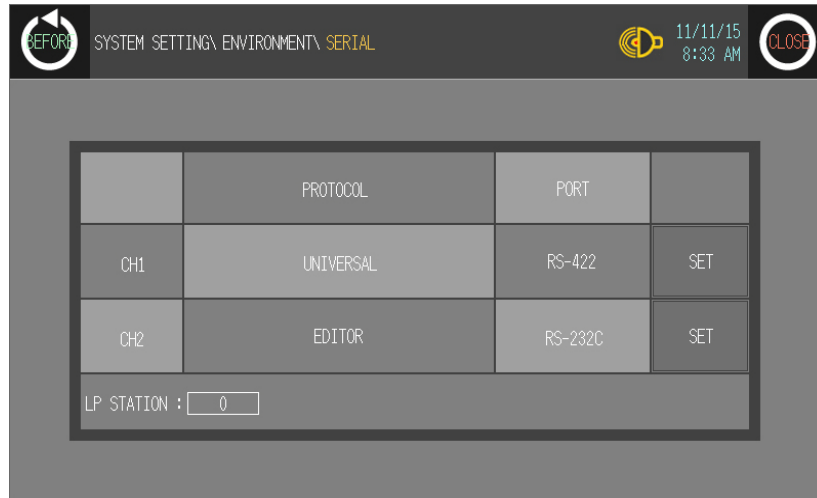 BEFORE SYSTEM SETTING\ ENVIRONMENT\ SERIAL 11/11/15 CLOSE
8:33 AM
PROTOCOL PORT
CH1 UNIVERSAL RS-422 SET
CH2 EDITOR RS-232C SET
LP STATION : 0